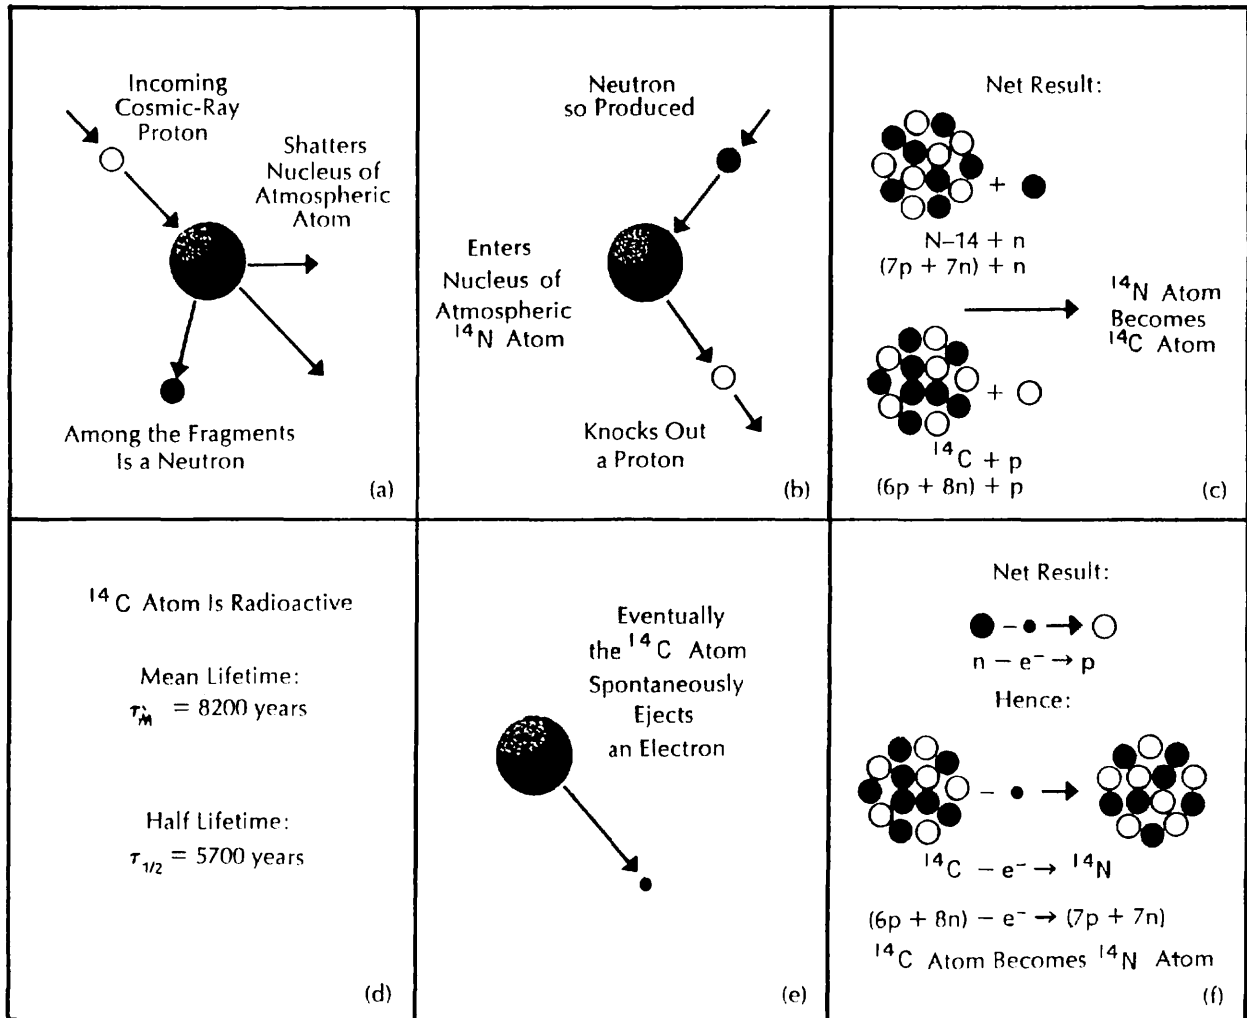 Incoming
Cosmic-Ray
Proton
Shatters
Nucleus of
Atmospheric
Atom
Among the Fragments
Is a Neutron
(a)
Neutron
so Produced
Enters
Nucleus of
Atmospheric
¹⁴N Atom
Knocks Out
a Proton
(b)
Net Result:
+
N–14 + n
(7p + 7n) + n
¹⁴N Atom
Becomes
¹⁴C Atom
+
¹⁴C + p
(6p + 8n) + p
(c)
¹⁴C Atom Is Radioactive
Mean Lifetime:
τM = 8200 years
Half Lifetime:
τ1/2 = 5700 years
(d)
Eventually
the ¹⁴C Atom
Spontaneously
Ejects
an Electron
(e)
Net Result:
– →
n – e⁻ → p
Hence:
– →
¹⁴C – e⁻ → ¹⁴N
(6p + 8n) – e⁻ → (7p + 7n)
¹⁴C Atom Becomes ¹⁴N Atom
(f)